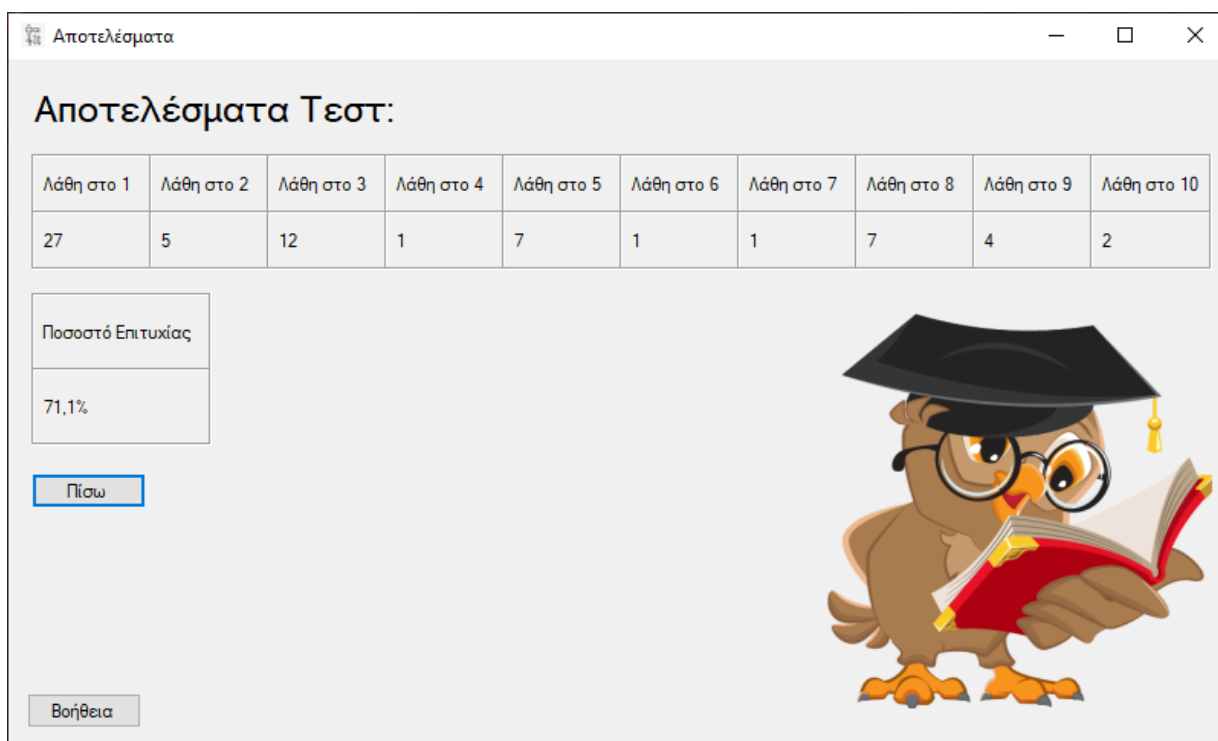 Αποτελέσματα
Αποτελέσματα Τεστ:
Λάθη στο 1 Λάθη στο 2 Λάθη στο 3 Λάθη στο 4 Λάθη στο 5 Λάθη στο 6 Λάθη στο 7 Λάθη στο 8 Λάθη στο 9 Λάθη στο 10
27 5 12 1 7 1 1 7 4 2
Ποσοστό Επιτυχίας
71,1%
Πίσω
Βοήθεια